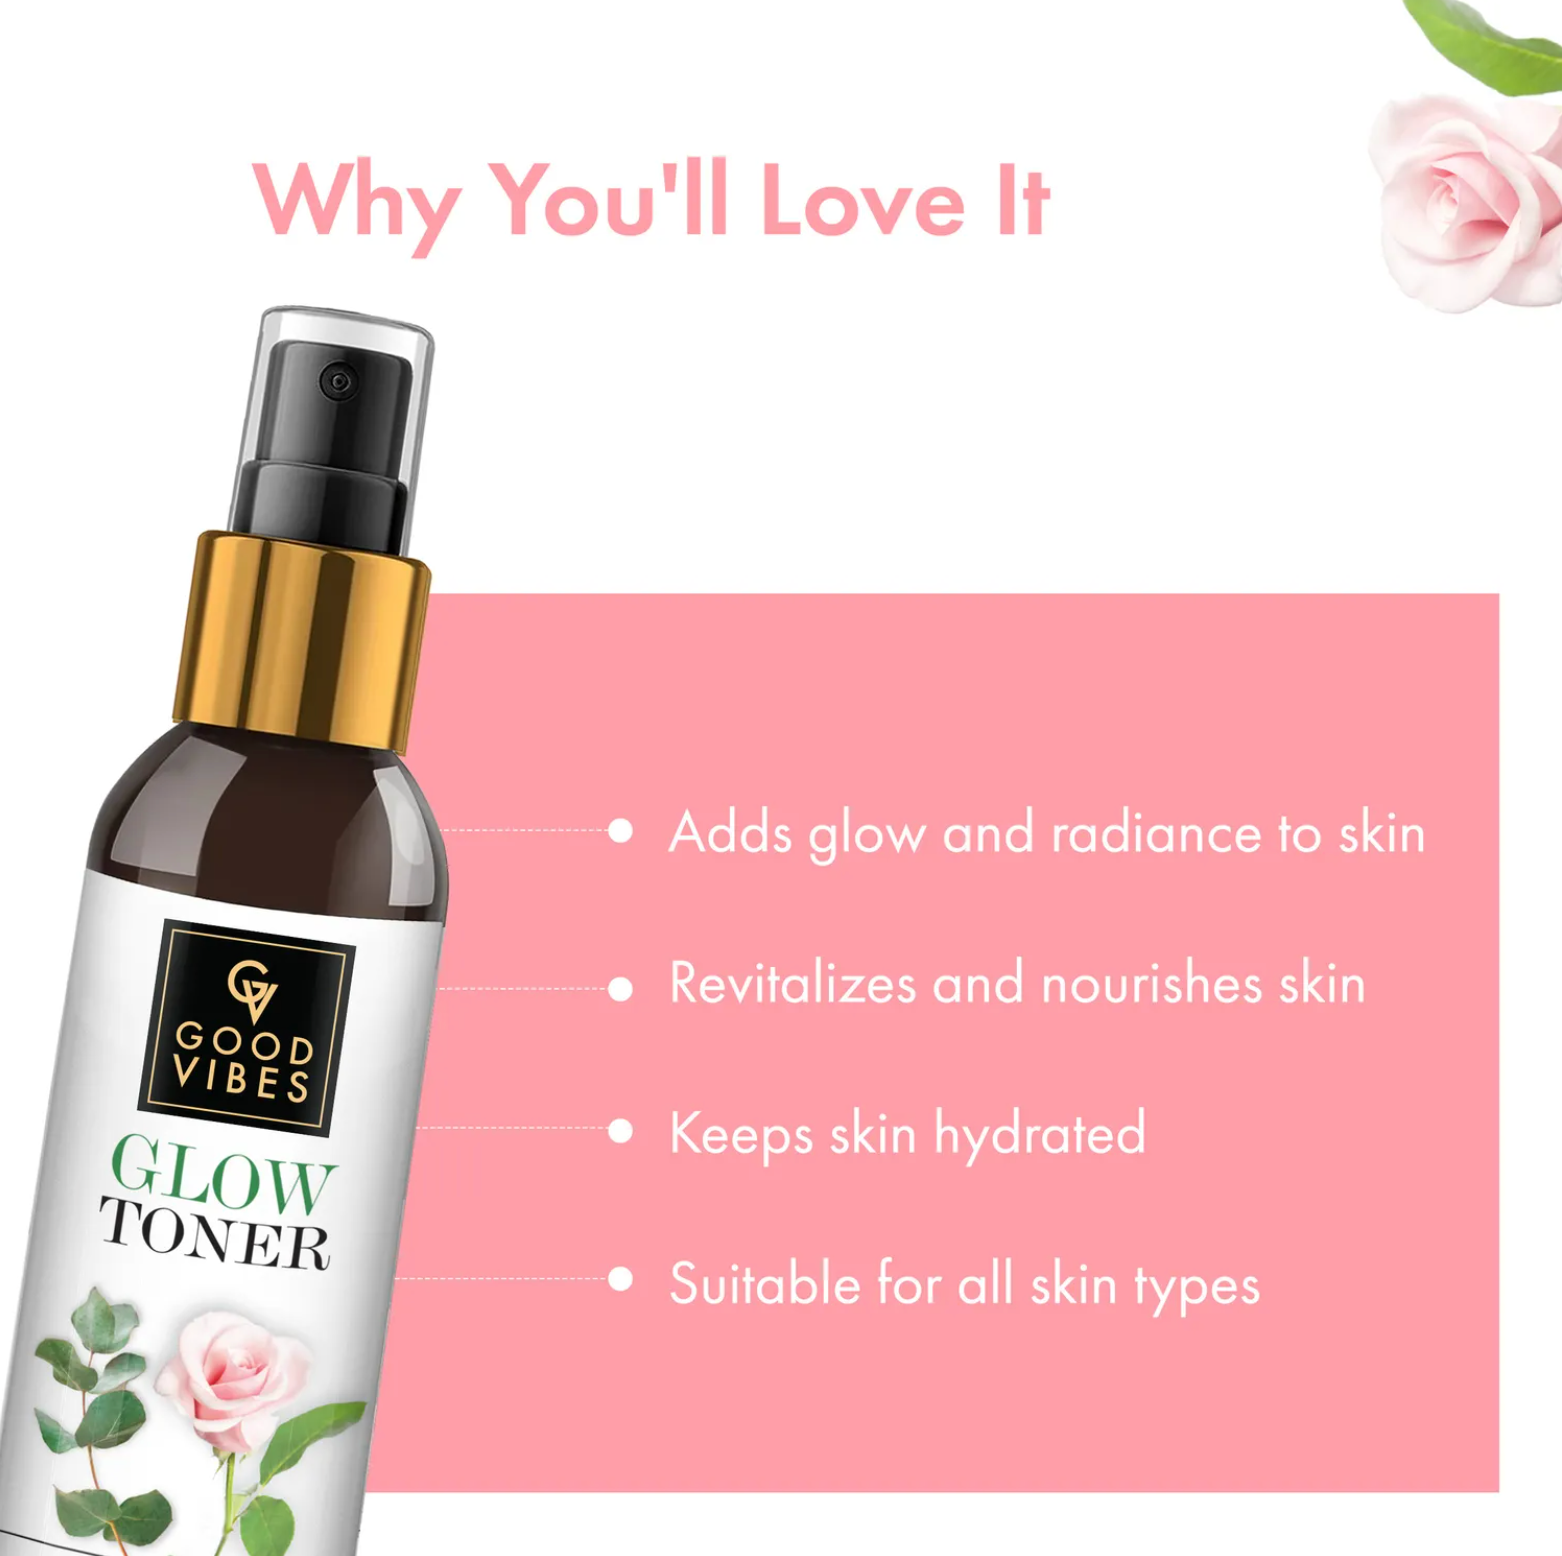 Why You'll Love It
GV
GOOD
VIBES
GLOW
TONER
Adds glow and radiance to skin
Revitalizes and nourishes skin
Keeps skin hydrated
Suitable for all skin types